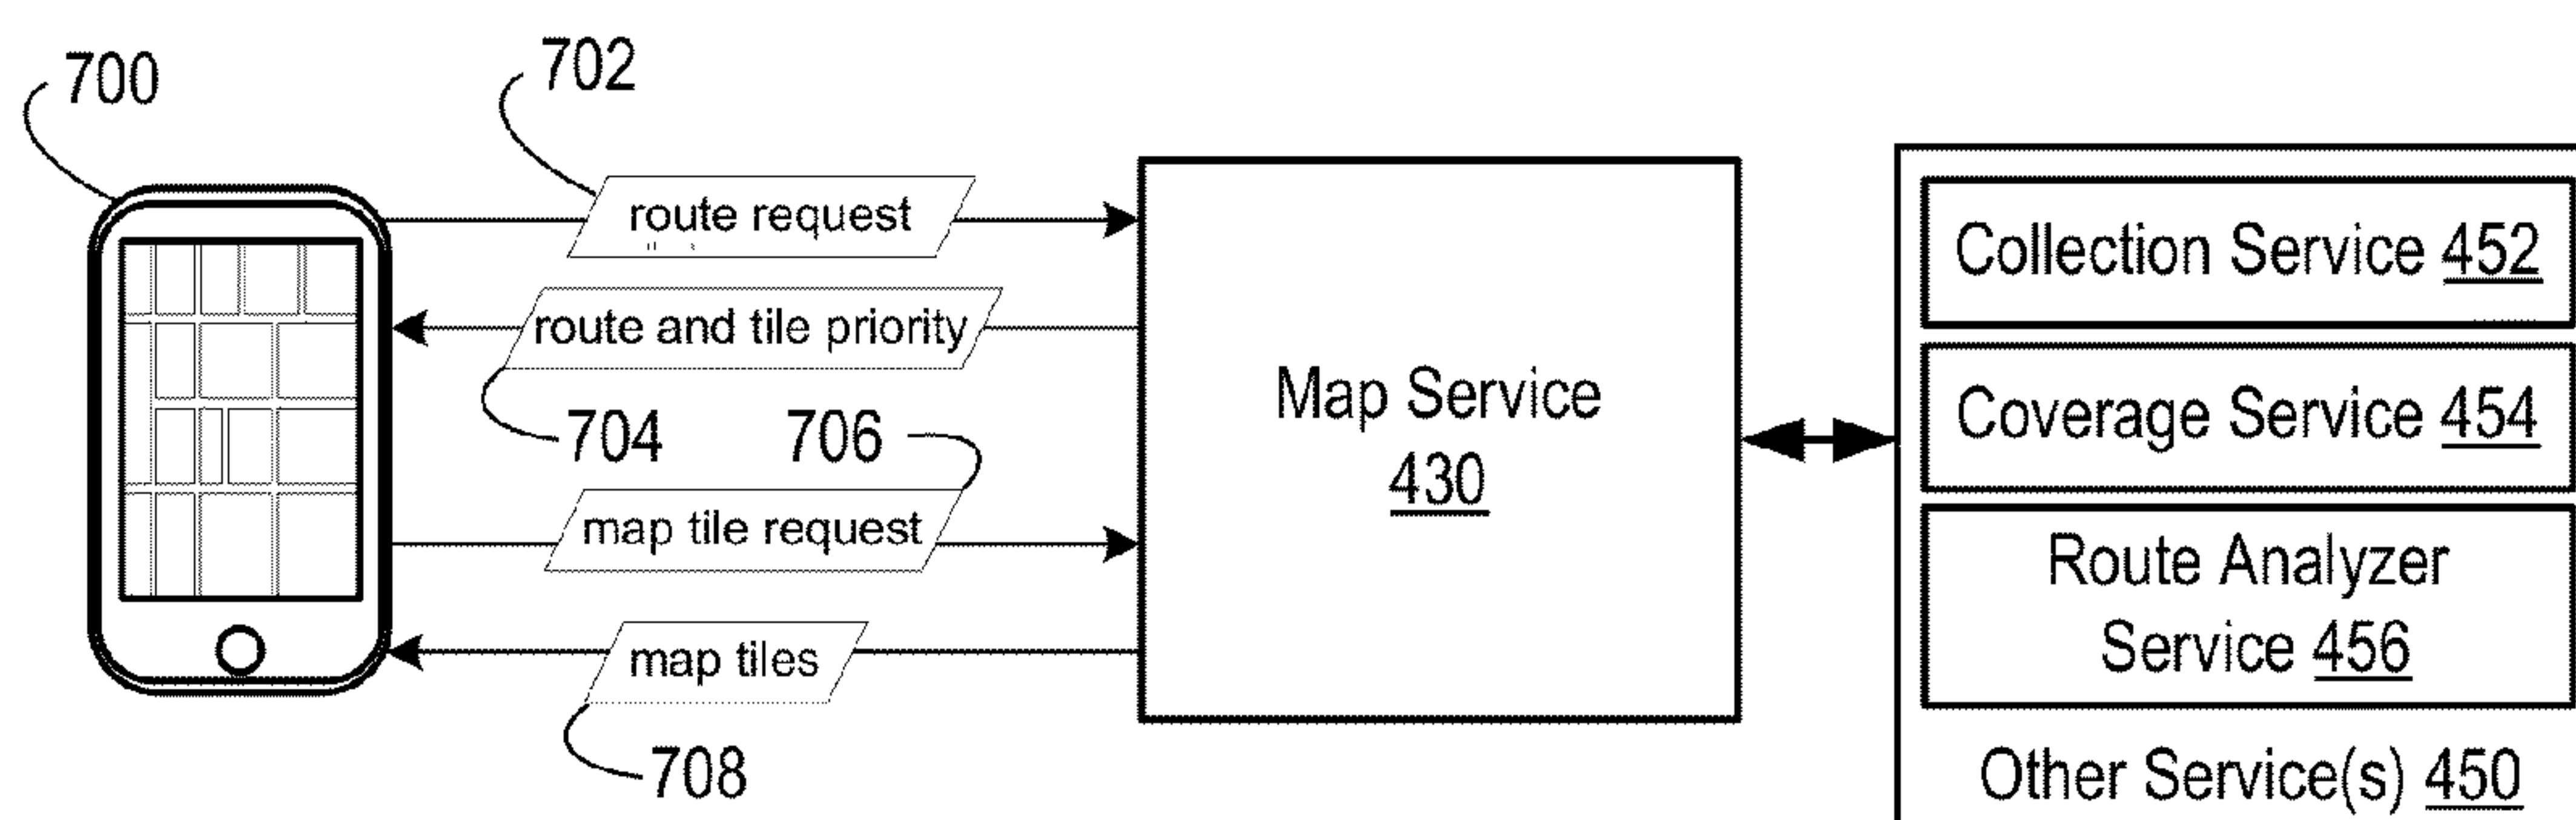 700
702
route request
route and tile priority
704
706
map tile request
map tiles
708
Map Service
430
Collection Service 452
Coverage Service 454
Route Analyzer
Service 456
Other Service(s) 450